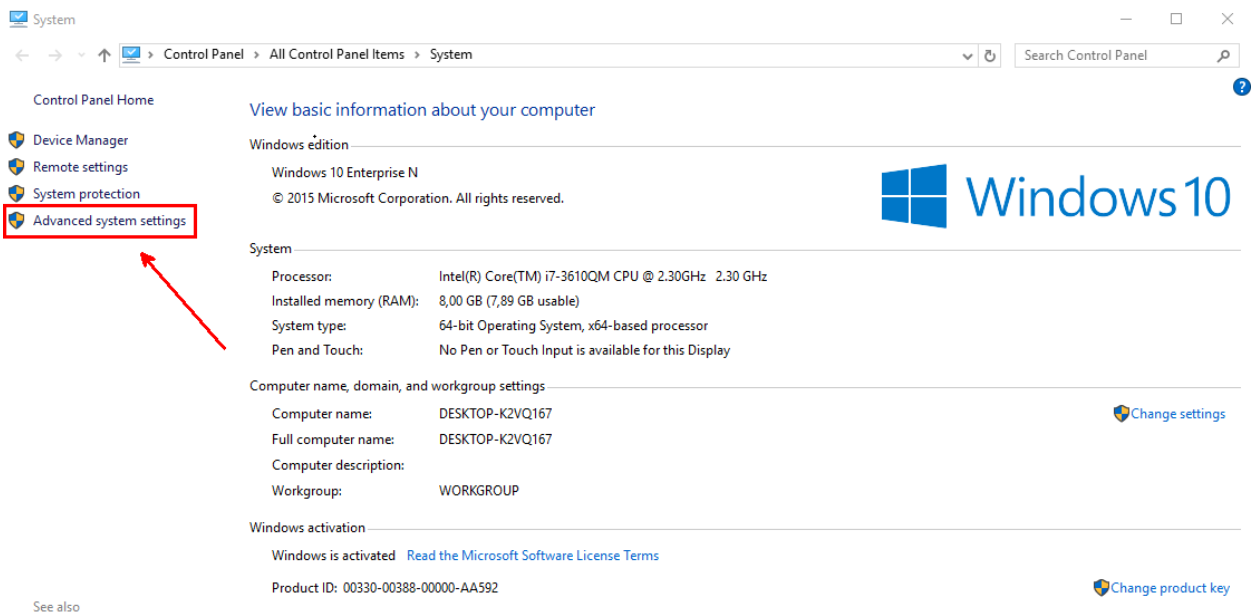 System
Control Panel > All Control Panel Items > System
Search Control Panel
Control Panel Home
Device Manager
Remote settings
System protection
Advanced system settings
See also
View basic information about your computer
Windows edition
Windows 10 Enterprise N
© 2015 Microsoft Corporation. All rights reserved.
Windows 10
System
Processor: Intel(R) Core(TM) i7-3610QM CPU @ 2.30GHz 2.30 GHz
Installed memory (RAM): 8,00 GB (7,89 GB usable)
System type: 64-bit Operating System, x64-based processor
Pen and Touch: No Pen or Touch Input is available for this Display
Computer name, domain, and workgroup settings
Computer name: DESKTOP-K2VQ167
Change settings
Full computer name: DESKTOP-K2VQ167
Computer description:
Workgroup: WORKGROUP
Windows activation
Windows is activated Read the Microsoft Software License Terms
Product ID: 00330-00388-00000-AA592
Change product key